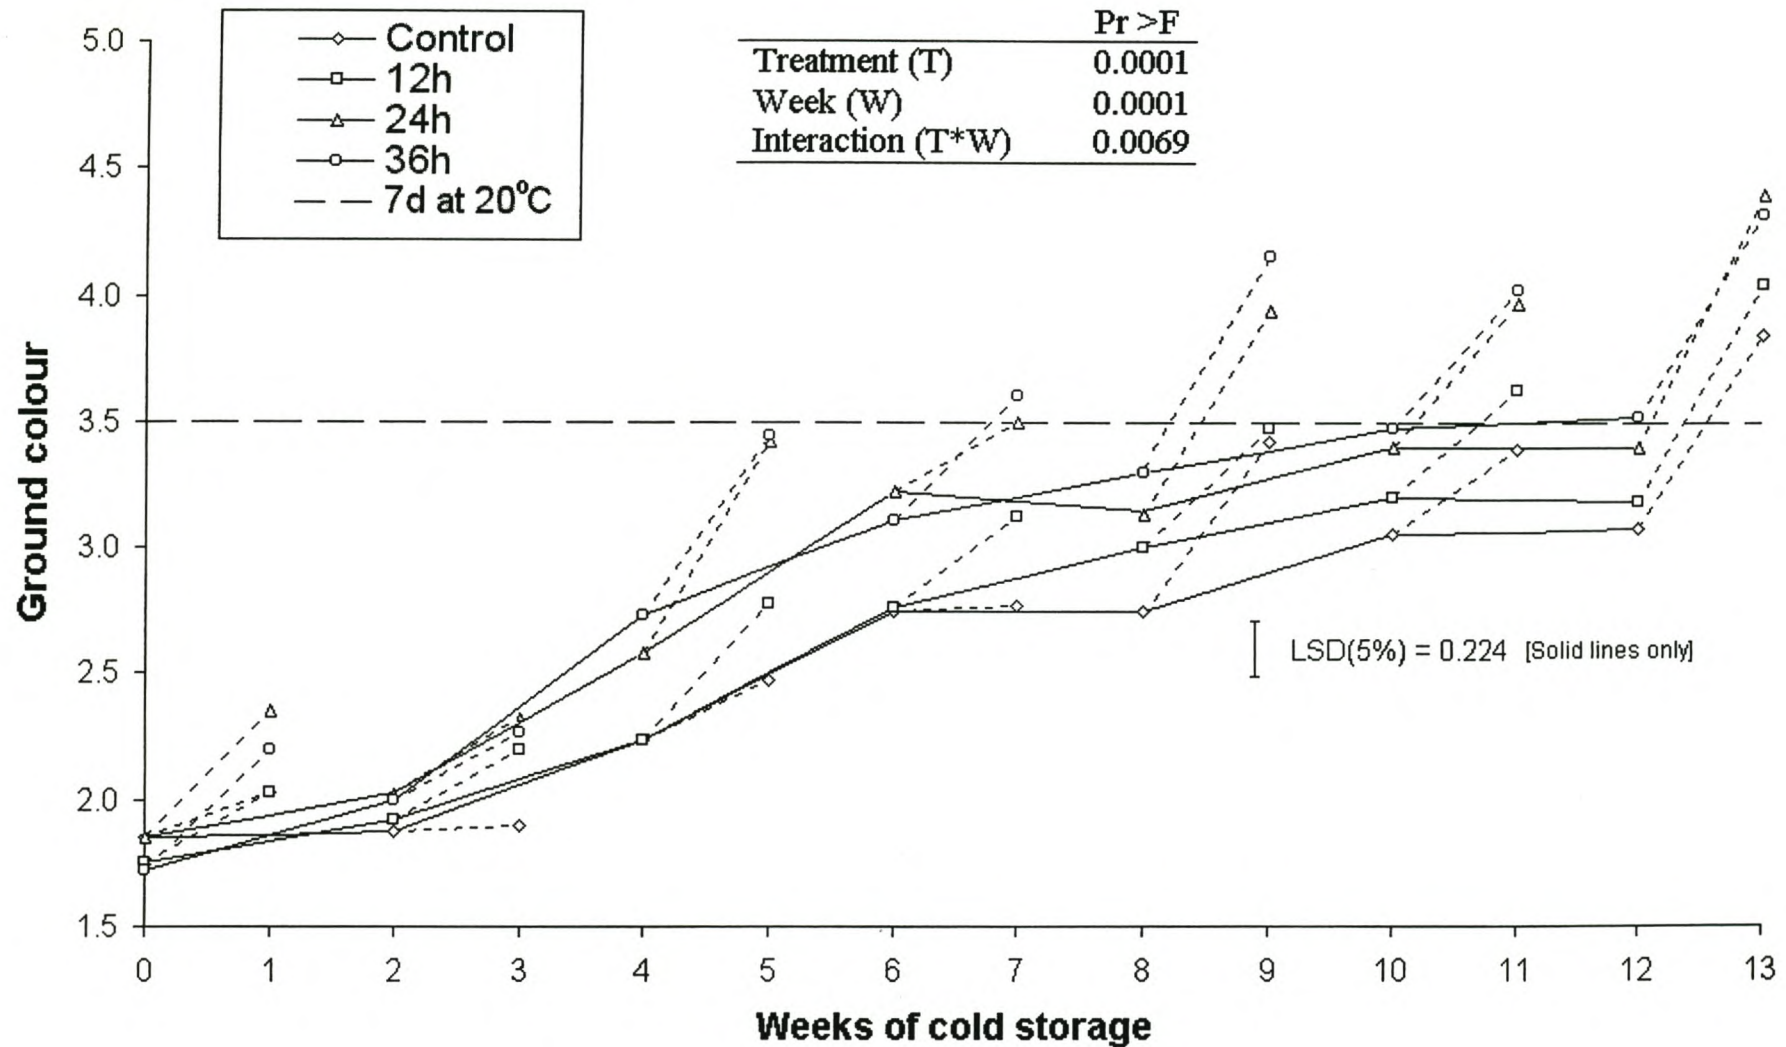 Control
12h
24h
36h
7d at 20°C
Pr >F
Treatment (T) 0.0001
Week (W) 0.0001
Interaction (T*W) 0.0069
5.0
4.5
4.0
3.5
3.0
2.5
2.0
1.5
Ground colour
LSD(5%) = 0.224 [Solid lines only]
0 1 2 3 4 5 6 7 8 9 10 11 12 13
Weeks of cold storage